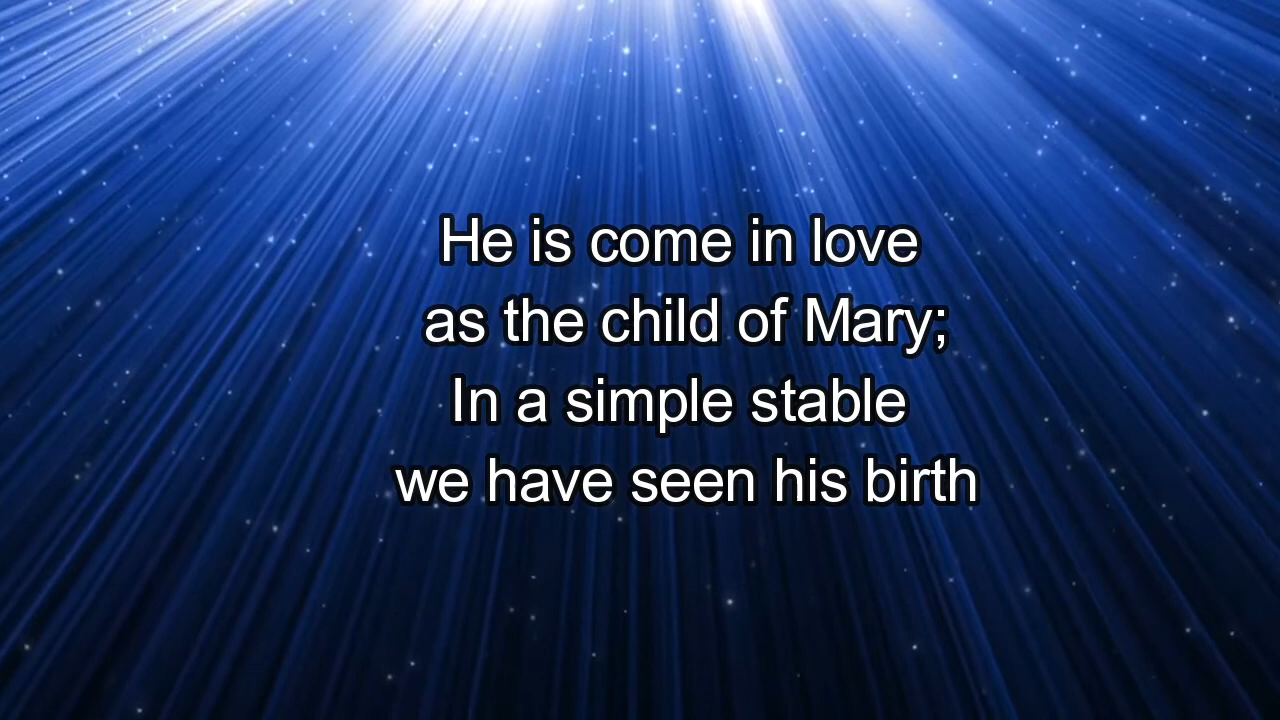 He is come in love
as the child of Mary;
In a simple stable
we have seen his birth